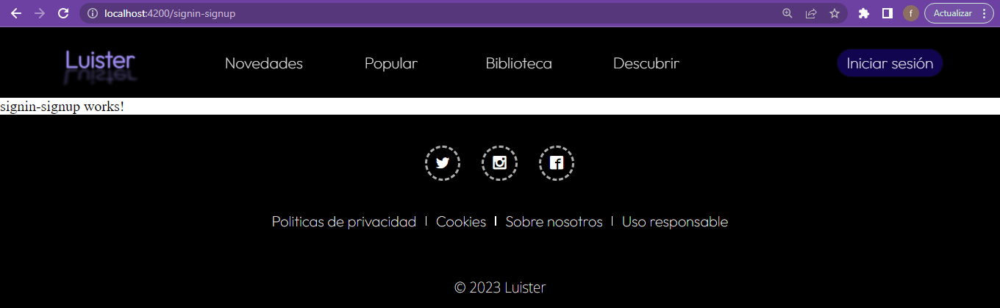 localhost:4200/signin-signup
f
Actualizar
Luister
Novedades
Popular
Biblioteca
Descubrir
Iniciar sesión
signin-signup works!
Politicas de privacidad | Cookies | Sobre nosotros | Uso responsable
© 2023 Luister